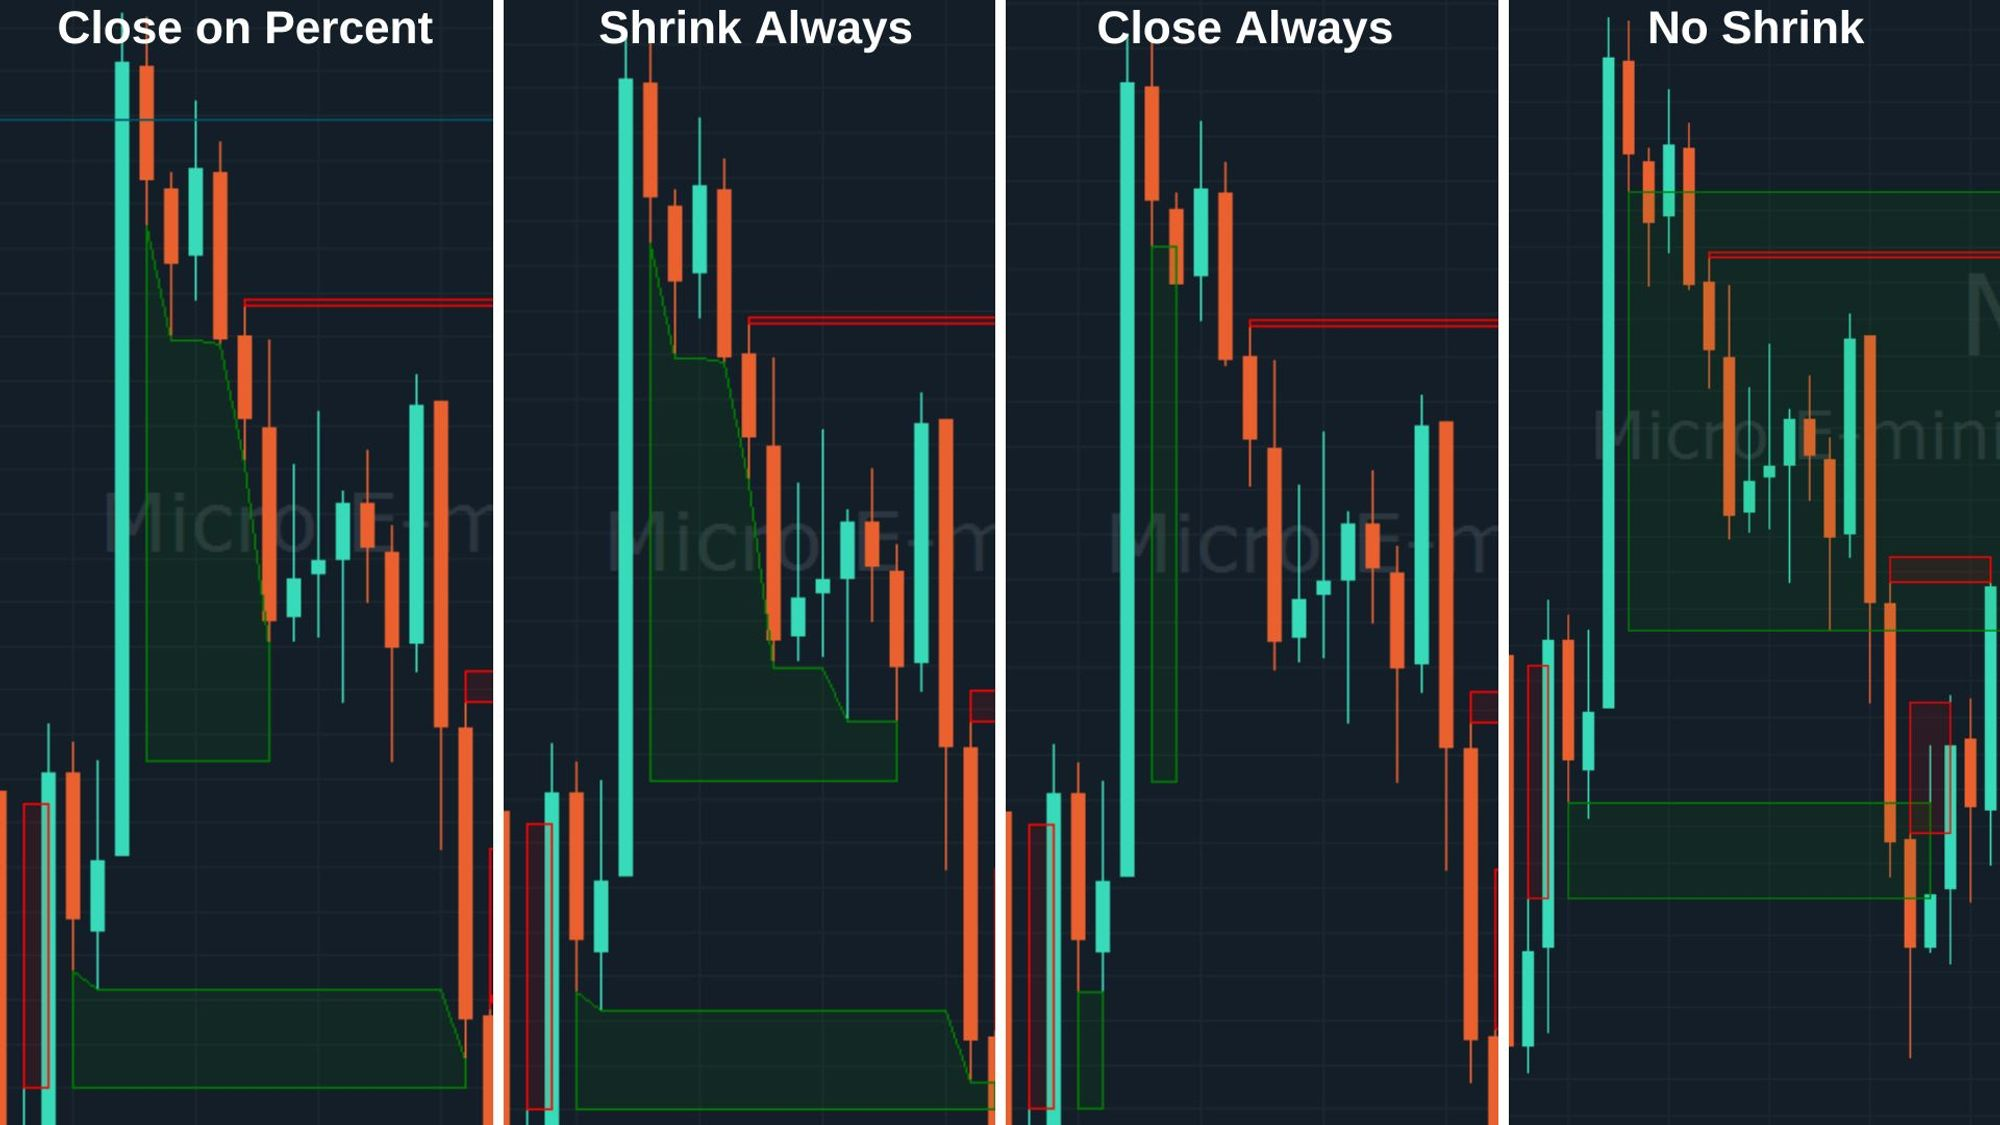 Close on Percent
Shrink Always
Close Always
No Shrink
Micro E-m
Micro E-m
Micro E-m
M
Micro E-mini